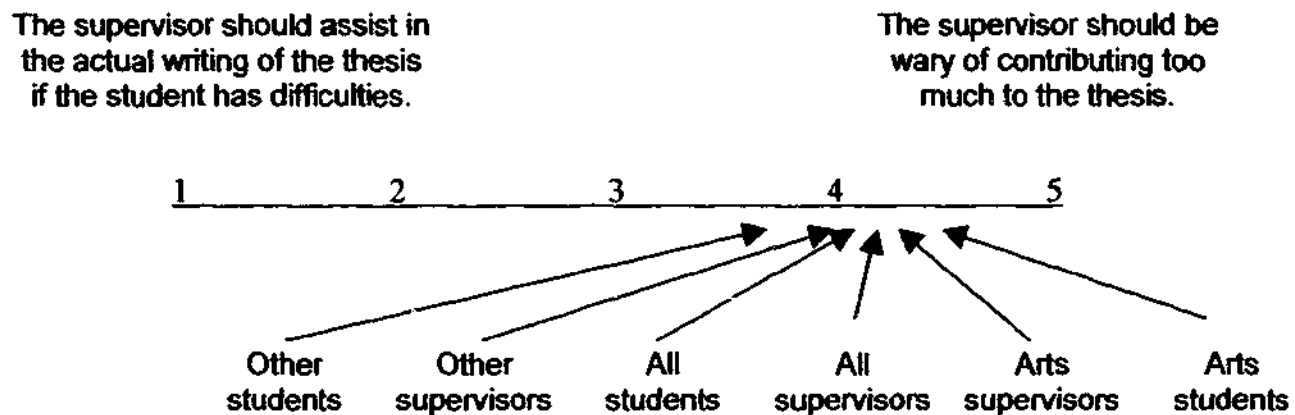 The supervisor should assist in
the actual writing of the thesis
if the student has difficulties.
The supervisor should be
wary of contributing too
much to the thesis.
1 2 3 4 5
Other students
Other supervisors
All students
All supervisors
Arts supervisors
Arts students